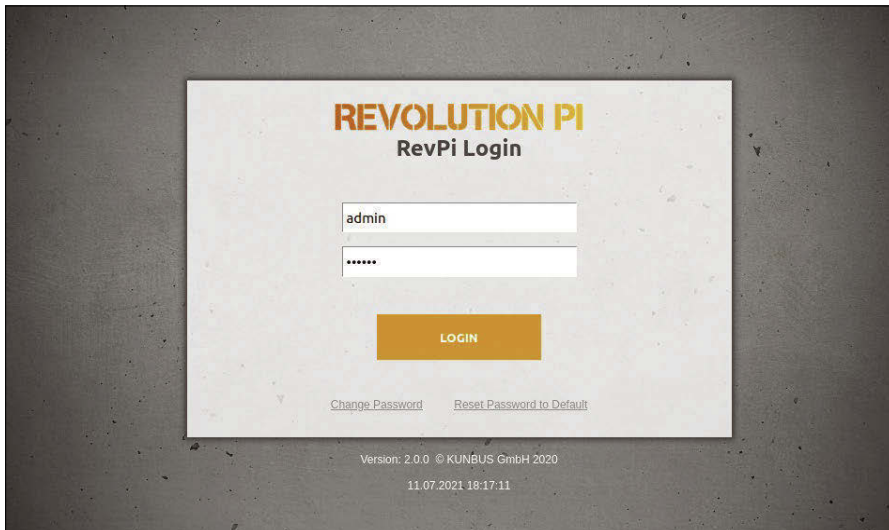 REVOLUTION PI
RevPi Login
admin
••••••
LOGIN
Change Password Reset Password to Default
Version: 2.0.0 © KUNBUS GmbH 2020
11.07.2021 18:17:11